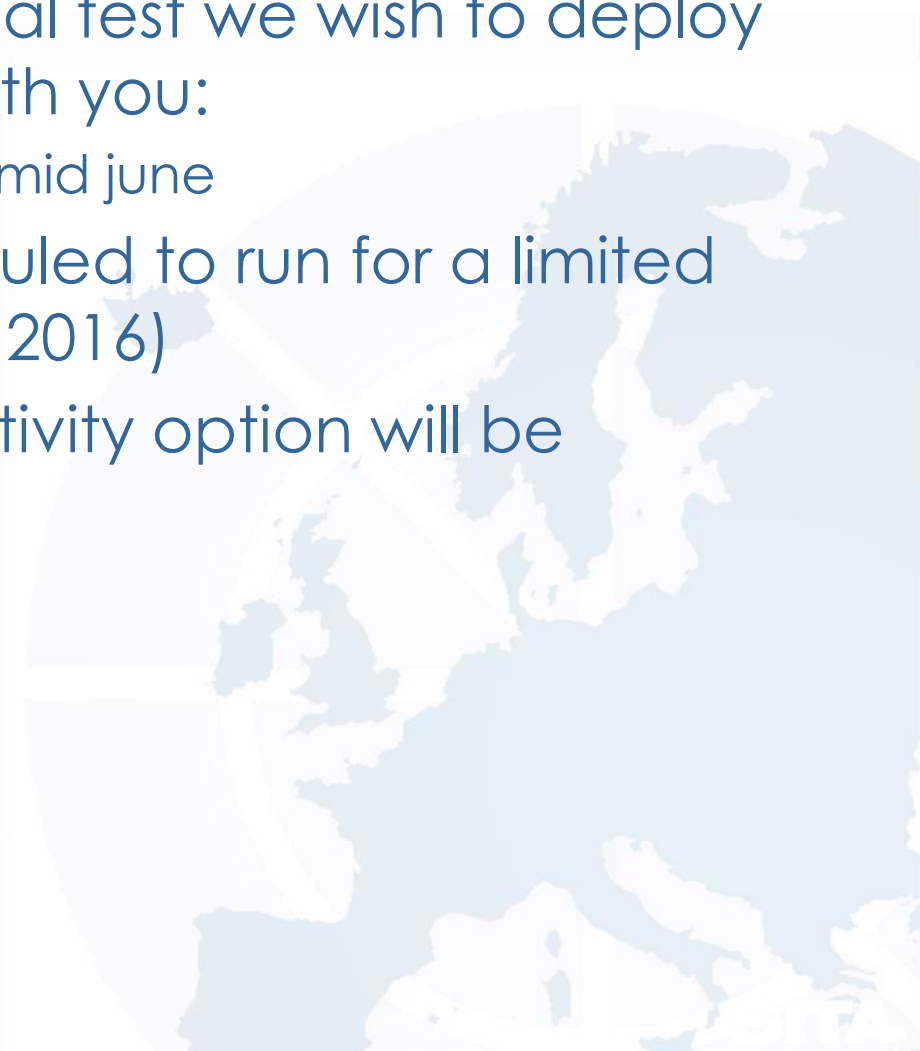 al test we wish to deploy
th you:
mid june
uled to run for a limited
2016)
tivity option will be
SITA